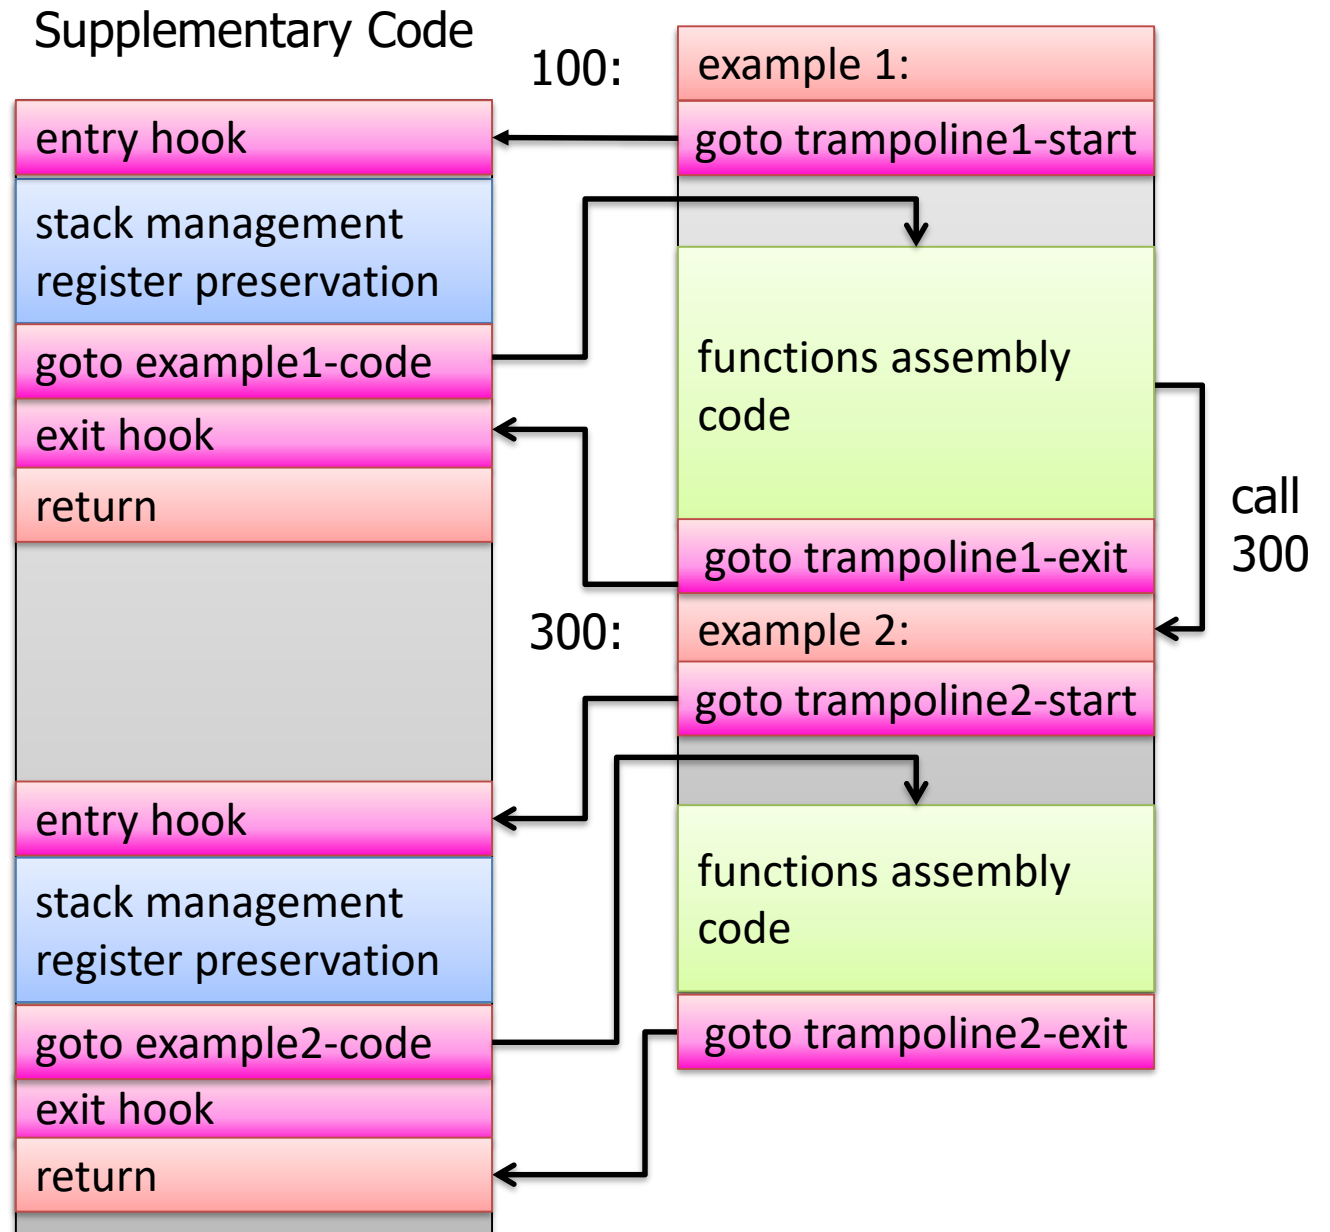 Supplementary Code
entry hook
stack management
register preservation
goto example1-code
exit hook
return
entry hook
stack management
register preservation
goto example2-code
exit hook
return
100:
example 1:
goto trampoline1-start
functions assembly
code
goto trampoline1-exit
300:
example 2:
goto trampoline2-start
functions assembly
code
goto trampoline2-exit
call
300